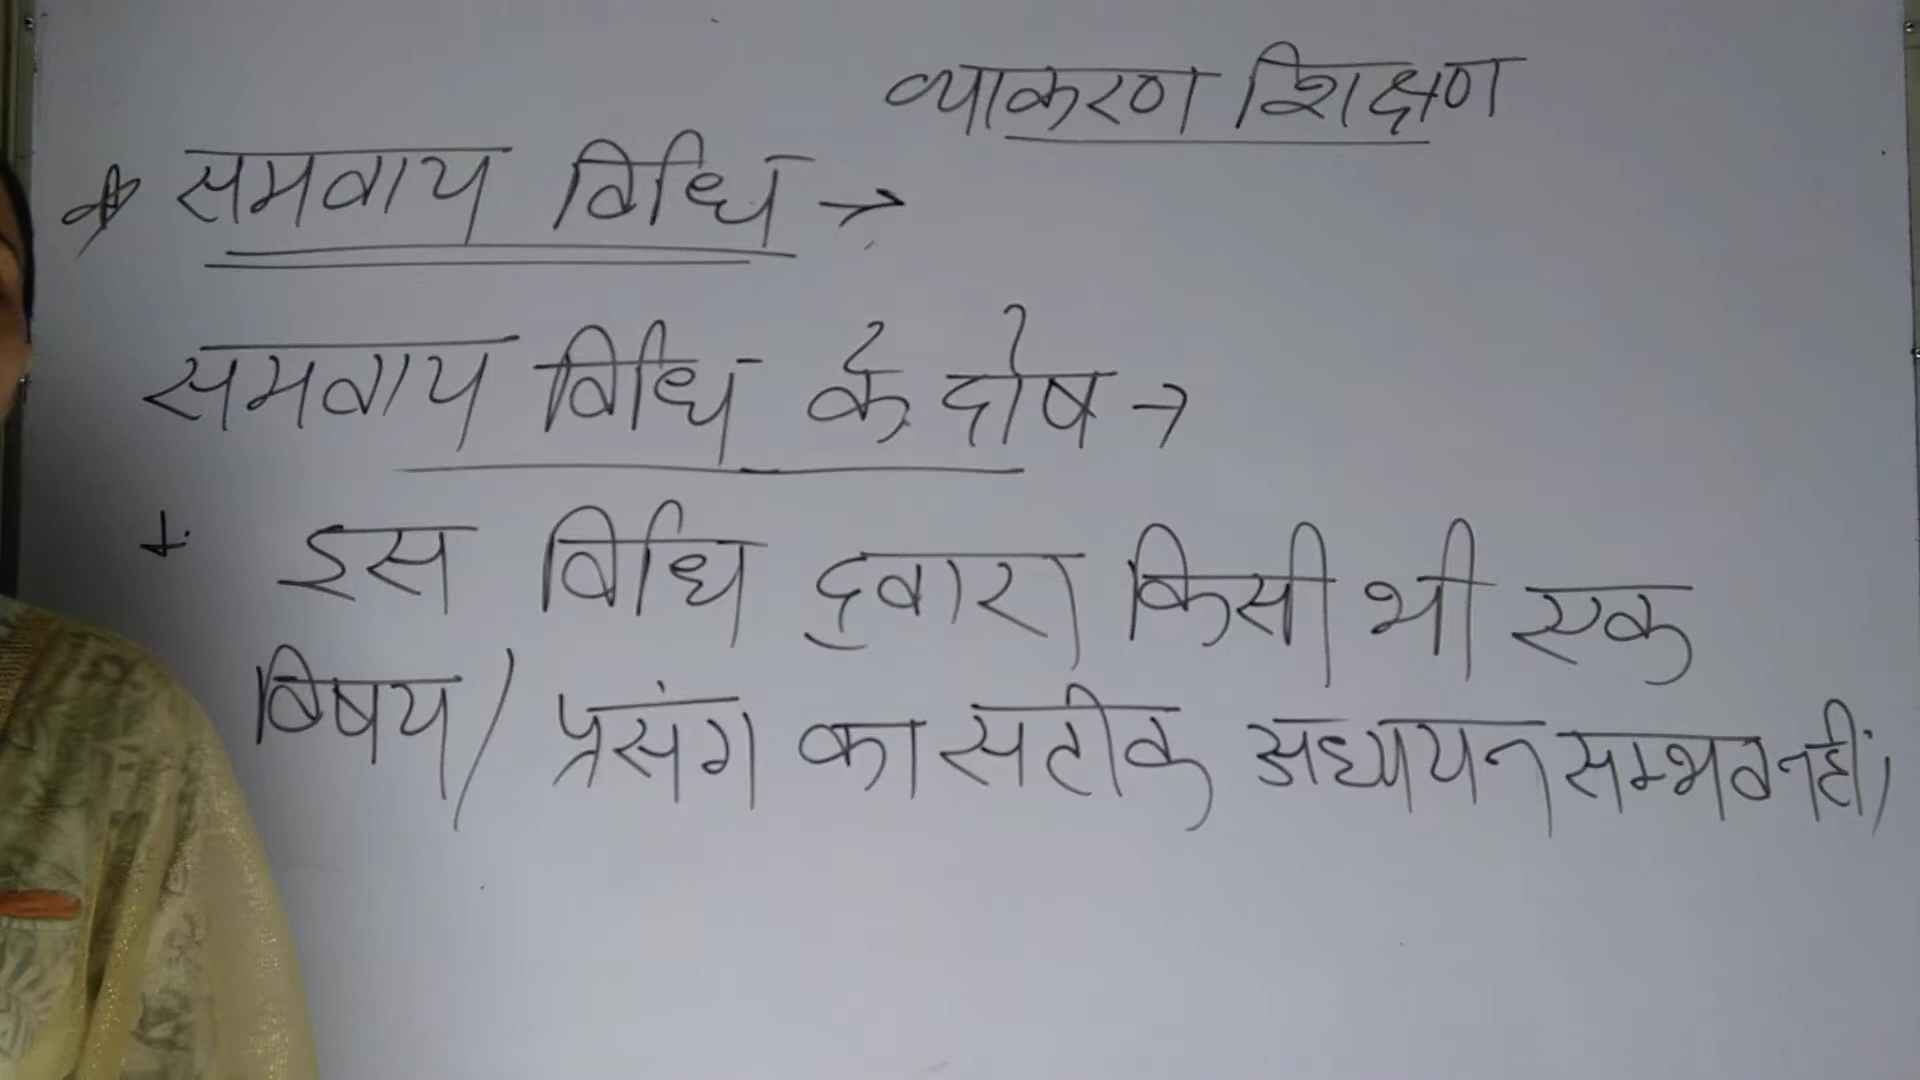 व्याकरण शिक्षण
* समवाय विधि →
समवाय विधि के दोष →
+ इस विधि द्वारा किसी भी एक
विषय / प्रसंग का सटीक अध्ययन सम्भव नहीं।